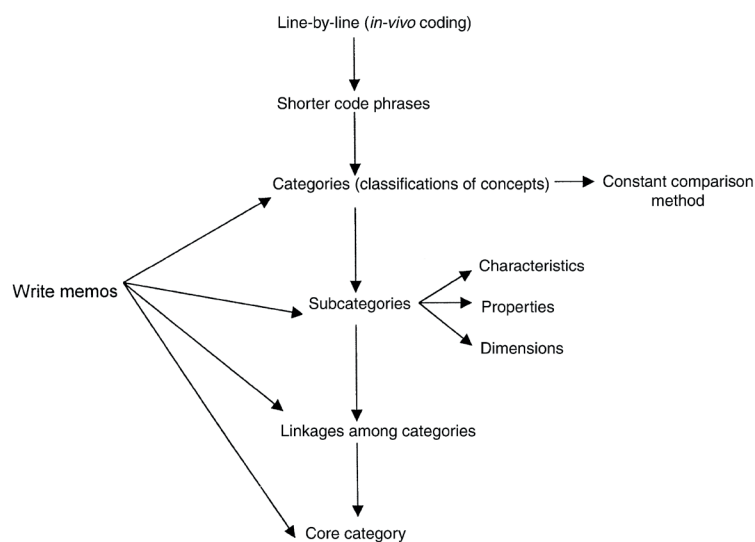 Line-by-line (in-vivo coding)
Shorter code phrases
Categories (classifications of concepts)
Constant comparison
method
Characteristics
Write memos
Subcategories
Properties
Dimensions
Linkages among categories
Core category